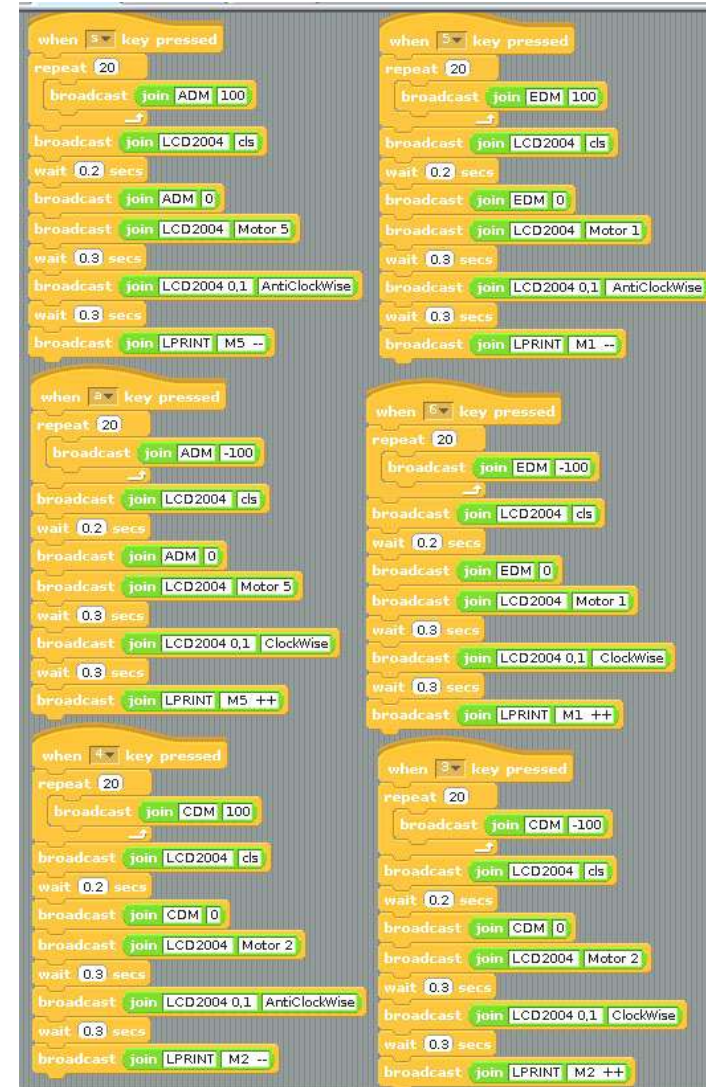 when s key pressed
repeat 20
broadcast join ADM 100
broadcast join LCD2004 cls
wait 0.2 secs
broadcast join ADM 0
broadcast join LCD2004 Motor 5
wait 0.3 secs
broadcast join LCD2004 0,1 AntiClockWise
wait 0.3 secs
broadcast join LPRINT M5 --
when 5 key pressed
repeat 20
broadcast join EDM 100
broadcast join LCD2004 cls
wait 0.2 secs
broadcast join EDM 0
broadcast join LCD2004 Motor 1
wait 0.3 secs
broadcast join LCD2004 0,1 AntiClockWise
wait 0.3 secs
broadcast join LPRINT M1 --
when a key pressed
repeat 20
broadcast join ADM -100
broadcast join LCD2004 cls
wait 0.2 secs
broadcast join ADM 0
broadcast join LCD2004 Motor 5
wait 0.3 secs
broadcast join LCD2004 0,1 ClockWise
wait 0.3 secs
broadcast join LPRINT M5 ++
when 6 key pressed
repeat 20
broadcast join EDM -100
broadcast join LCD2004 cls
wait 0.2 secs
broadcast join EDM 0
broadcast join LCD2004 Motor 1
wait 0.3 secs
broadcast join LCD2004 0,1 ClockWise
wait 0.3 secs
broadcast join LPRINT M1 ++
when 4 key pressed
repeat 20
broadcast join CDM 100
broadcast join LCD2004 cls
wait 0.2 secs
broadcast join CDM 0
broadcast join LCD2004 Motor 2
wait 0.3 secs
broadcast join LCD2004 0,1 AntiClockWise
wait 0.3 secs
broadcast join LPRINT M2 --
when 3 key pressed
repeat 20
broadcast join CDM -100
broadcast join LCD2004 cls
wait 0.2 secs
broadcast join CDM 0
broadcast join LCD2004 Motor 2
wait 0.3 secs
broadcast join LCD2004 0,1 ClockWise
wait 0.3 secs
broadcast join LPRINT M2 ++